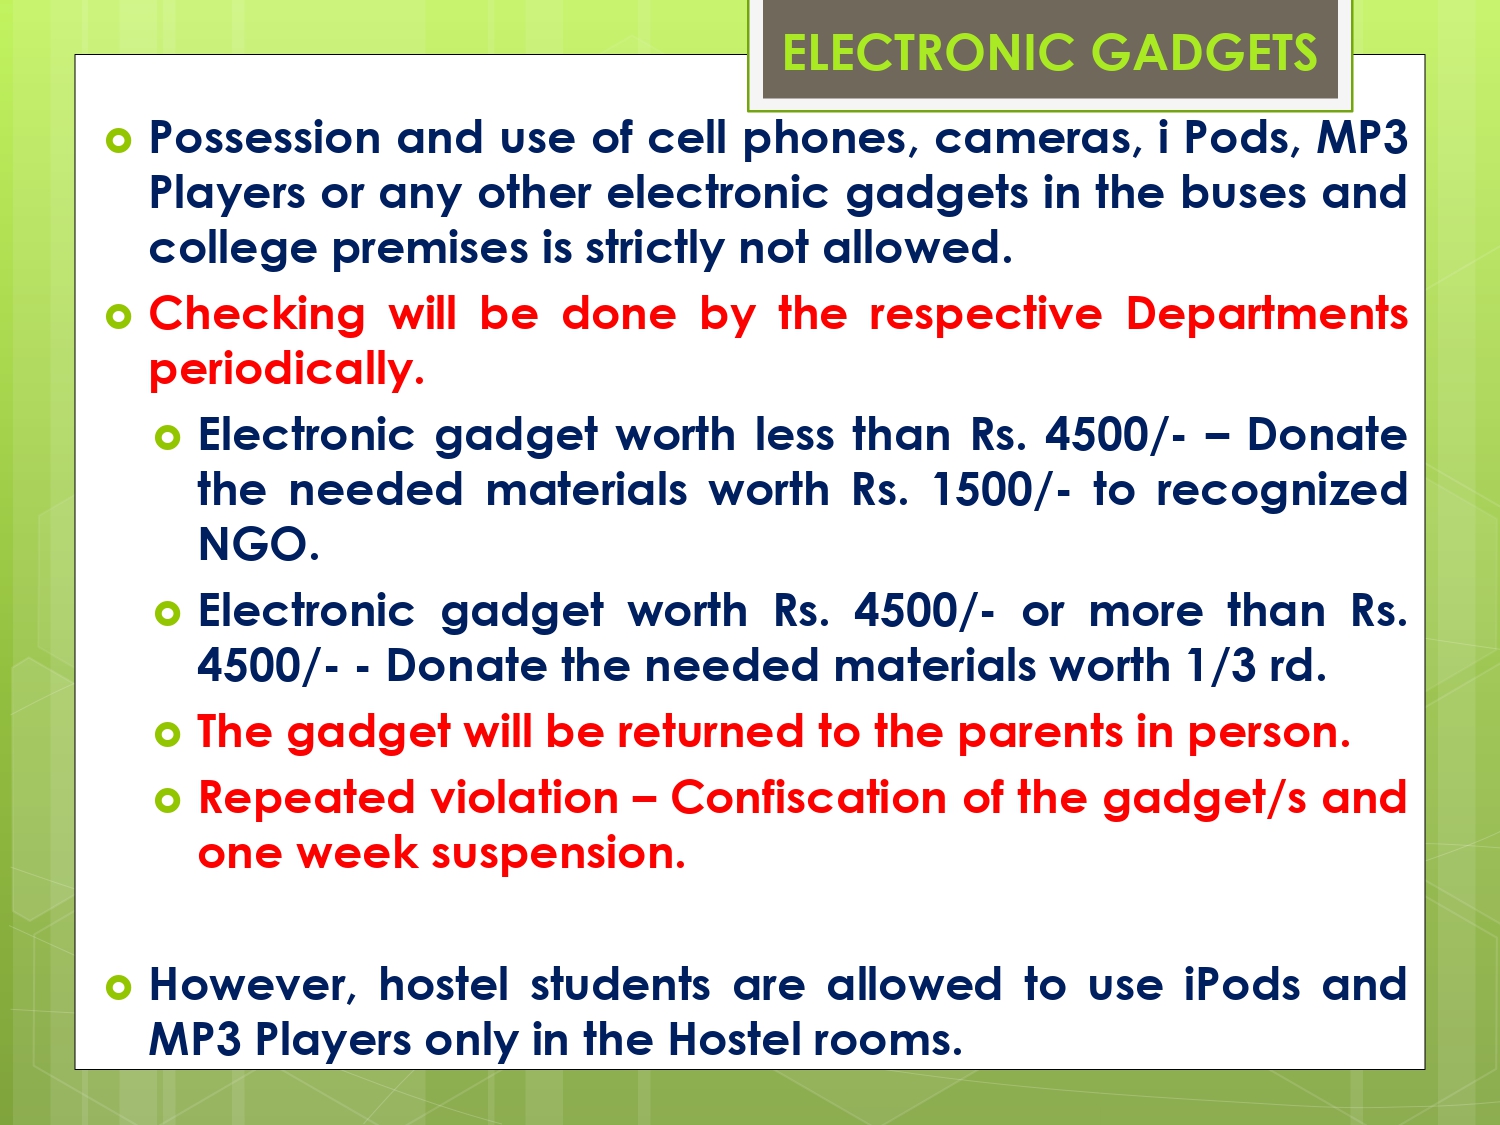 ELECTRONIC GADGETS
Possession and use of cell phones, cameras, i Pods, MP3
Players or any other electronic gadgets in the buses and
college premises is strictly not allowed.
Checking will be done by the respective Departments
periodically.
Electronic gadget worth less than Rs. 4500/- – Donate
the needed materials worth Rs. 1500/- to recognized
NGO.
Electronic gadget worth Rs. 4500/- or more than Rs.
4500/- - Donate the needed materials worth 1/3 rd.
The gadget will be returned to the parents in person.
Repeated violation – Confiscation of the gadget/s and
one week suspension.
However, hostel students are allowed to use iPods and
MP3 Players only in the Hostel rooms.